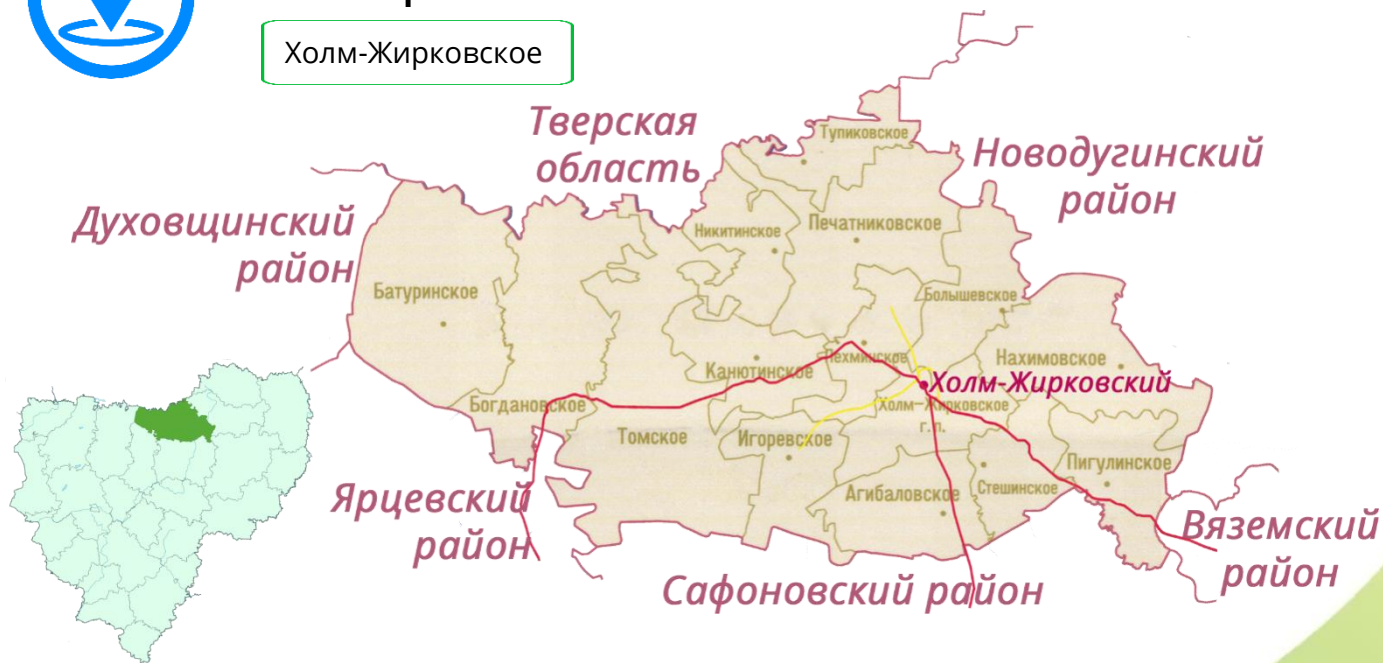 Холм-Жирковское
Тверская
область
Новодугинский
район
Духовщинский
район
Тупиковское
Никитинское
Печатниковское
Батуринское
Болышевское
Канютинское
Пехминское
Нахимовское
Холм-Жирковский
Богдановское
Томское
Игоревское
Холм-Жирковское
г.п.
Агибаловское
Стешинское
Пигулинское
Ярцевский
район
Сафоновский район
Вяземский
район